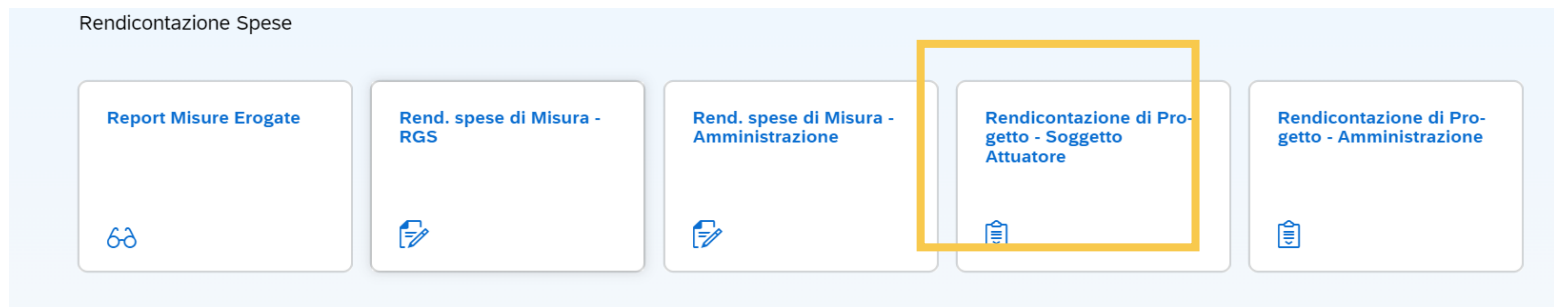 Rendicontazione Spese
Report Misure Erogate
Rend. spese di Misura -
RGS
Rend. spese di Misura -
Amministrazione
Rendicontazione di Pro-
getto - Soggetto
Attuatore
Rendicontazione di Pro-
getto - Amministrazione